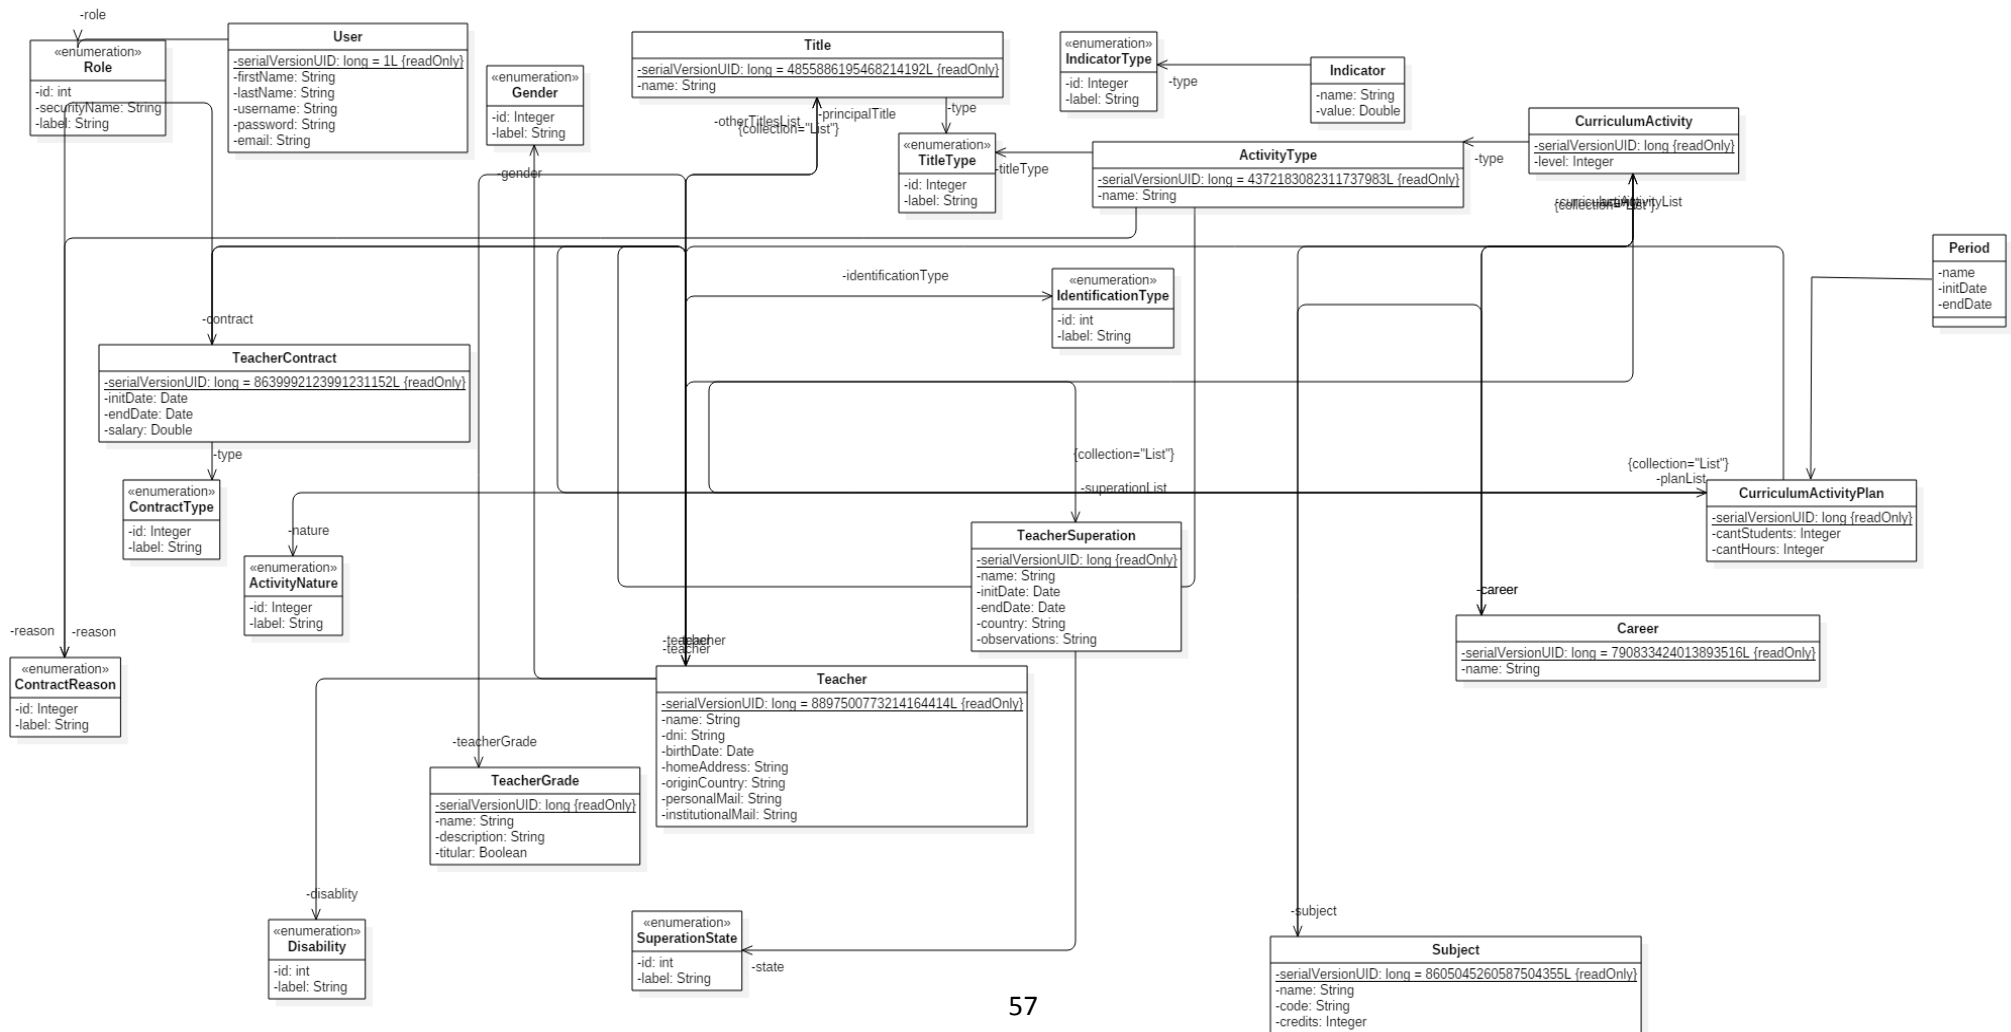 -role
«enumeration»
Role
-id: int
-securityName: String
-label: String
User
-serialVersionUID: long = 1L {readOnly}
-firstName: String
-lastName: String
-username: String
-password: String
-email: String
«enumeration»
Gender
-id: Integer
-label: String
-gender
Title
-serialVersionUID: long = 4855886195468214192L {readOnly}
-name: String
-otherTitlesList
{collection="List"}
-principalTitle
-type
«enumeration»
TitleType
-id: Integer
-label: String
-titleType
«enumeration»
IndicatorType
-id: Integer
-label: String
-type
Indicator
-name: String
-value: Double
ActivityType
-serialVersionUID: long = 4372183082311737983L {readOnly}
-name: String
-type
CurriculumActivity
-serialVersionUID: long {readOnly}
-level: Integer
{collection="List"}
Period
-name
-initDate
-endDate
-identificationType
«enumeration»
IdentificationType
-id: int
-label: String
-contract
TeacherContract
-serialVersionUID: long = 8639992123991231152L {readOnly}
-initDate: Date
-endDate: Date
-salary: Double
-type
«enumeration»
ContractType
-id: Integer
-label: String
-nature
«enumeration»
ActivityNature
-id: Integer
-label: String
-reason
-reason
«enumeration»
ContractReason
-id: Integer
-label: String
{collection="List"}
-superationList
TeacherSuperation
-serialVersionUID: long {readOnly}
-name: String
-initDate: Date
-endDate: Date
-country: String
-observations: String
{collection="List"}
-planList
CurriculumActivityPlan
-serialVersionUID: long {readOnly}
-cantStudents: Integer
-cantHours: Integer
-career
Career
-serialVersionUID: long = 790833424013893516L {readOnly}
-name: String
-teacher
Teacher
-serialVersionUID: long = 8897500773214164414L {readOnly}
-name: String
-dni: String
-birthDate: Date
-homeAddress: String
-originCountry: String
-personalMail: String
-institutionalMail: String
-teacherGrade
TeacherGrade
-serialVersionUID: long {readOnly}
-name: String
-description: String
-titular: Boolean
-disablity
«enumeration»
Disability
-id: int
-label: String
«enumeration»
SuperationState
-id: int
-label: String
-state
-subject
Subject
-serialVersionUID: long = 8605045260587504355L {readOnly}
-name: String
-code: String
-credits: Integer
57